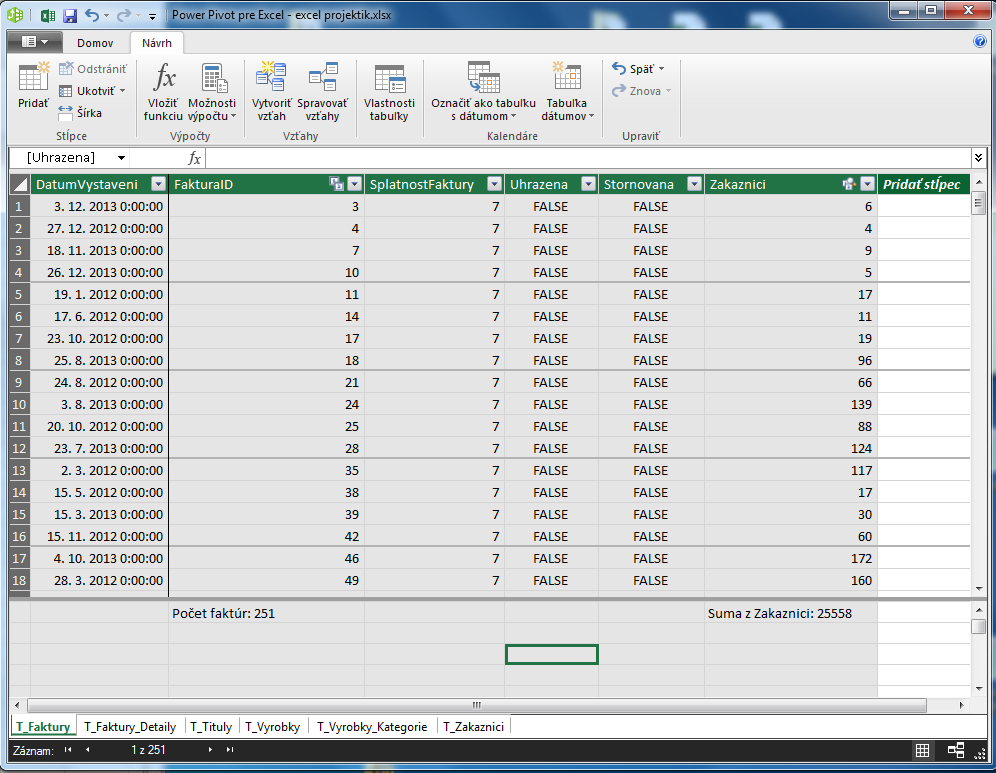 Power Pivot pre Excel - excel projektik.xlsx
Domov Návrh
Pridať Odstrániť Ukotviť Šírka Stĺpce
Vložiť funkciu Možnosti výpočtu Výpočty
Vytvoriť vzťah Spravovať vzťahy Vzťahy
Vlastnosti tabuľky
Označiť ako tabuľku s dátumom Tabuľka dátumov Kalendáre
Späť Znova Upraviť
[Uhrazena] fx
DatumVystaveni FakturaID SplatnostFaktury Uhrazena Stornovana Zakaznici Pridať stĺpec
1 3. 12. 2013 0:00:00 3 7 FALSE FALSE 6
2 27. 12. 2012 0:00:00 4 7 FALSE FALSE 4
3 18. 11. 2013 0:00:00 7 7 FALSE FALSE 9
4 26. 12. 2013 0:00:00 10 7 FALSE FALSE 5
5 19. 1. 2012 0:00:00 11 7 FALSE FALSE 17
6 17. 6. 2012 0:00:00 14 7 FALSE FALSE 11
7 23. 10. 2012 0:00:00 17 7 FALSE FALSE 19
8 25. 8. 2013 0:00:00 18 7 FALSE FALSE 96
9 24. 8. 2012 0:00:00 21 7 FALSE FALSE 66
10 3. 8. 2013 0:00:00 24 7 FALSE FALSE 139
11 20. 10. 2012 0:00:00 25 7 FALSE FALSE 88
12 23. 7. 2013 0:00:00 28 7 FALSE FALSE 124
13 2. 3. 2012 0:00:00 35 7 FALSE FALSE 117
14 15. 5. 2012 0:00:00 38 7 FALSE FALSE 17
15 15. 3. 2013 0:00:00 39 7 FALSE FALSE 30
16 15. 11. 2012 0:00:00 42 7 FALSE FALSE 60
17 4. 10. 2013 0:00:00 46 7 FALSE FALSE 172
18 28. 3. 2012 0:00:00 49 7 FALSE FALSE 160
Počet faktúr: 251 Suma z Zakaznici: 25558
T_Faktury T_Faktury_Detaily T_Tituly T_Vyrobky T_Vyrobky_Kategorie T_Zakaznici
Záznam: 1 z 251